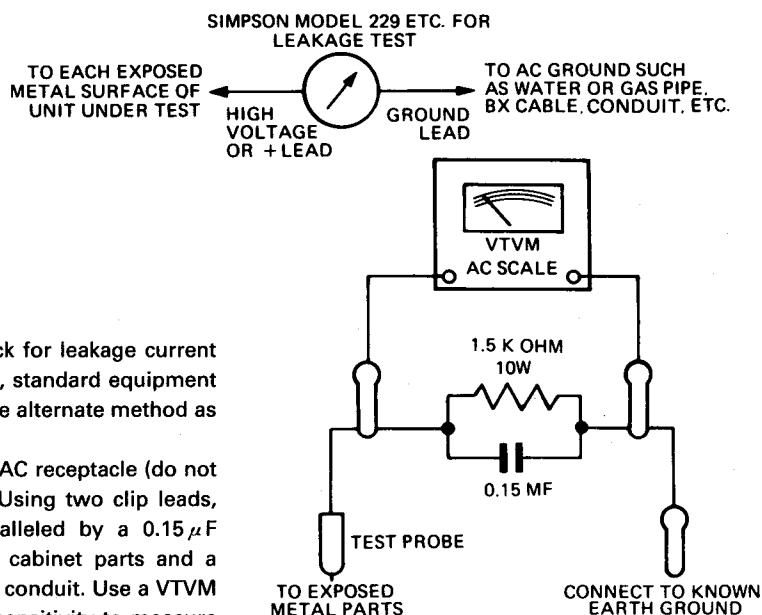 SIMPSON MODEL 229 ETC. FOR
LEAKAGE TEST
TO EACH EXPOSED
METAL SURFACE OF
UNIT UNDER TEST
HIGH
VOLTAGE
OR + LEAD
GROUND
LEAD
TO AC GROUND SUCH
AS WATER OR GAS PIPE,
BX CABLE, CONDUIT, ETC.
VTVM
AC SCALE
1.5 K OHM
10W
0.15 MF
TEST PROBE
TO EXPOSED
METAL PARTS
CONNECT TO KNOWN
EARTH GROUND
for leakage current
, standard equipment
alternate method as
AC receptacle (do not
Using two clip leads,
by a 0.15 μF
cabinet parts and a
conduit. Use a VTVM
to measure